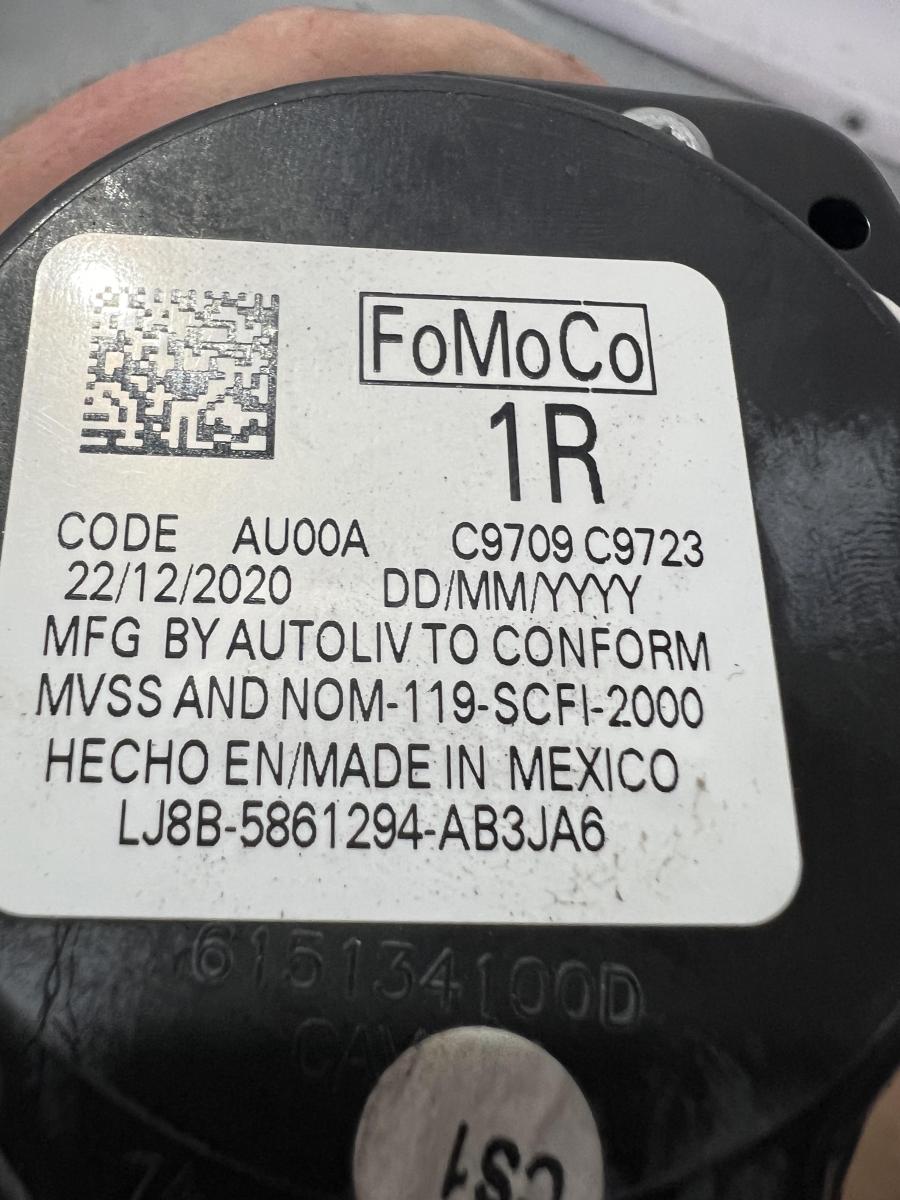 FoMoCo
1R
CODE AU00A C9709 C9723
22/12/2020 DD/MM/YYYY
MFG BY AUTOLIV TO CONFORM
MVSS AND NOM-119-SCFI-2000
HECHO EN/MADE IN MEXICO
LJ8B-5861294-AB3JA6
615134100D
CS1